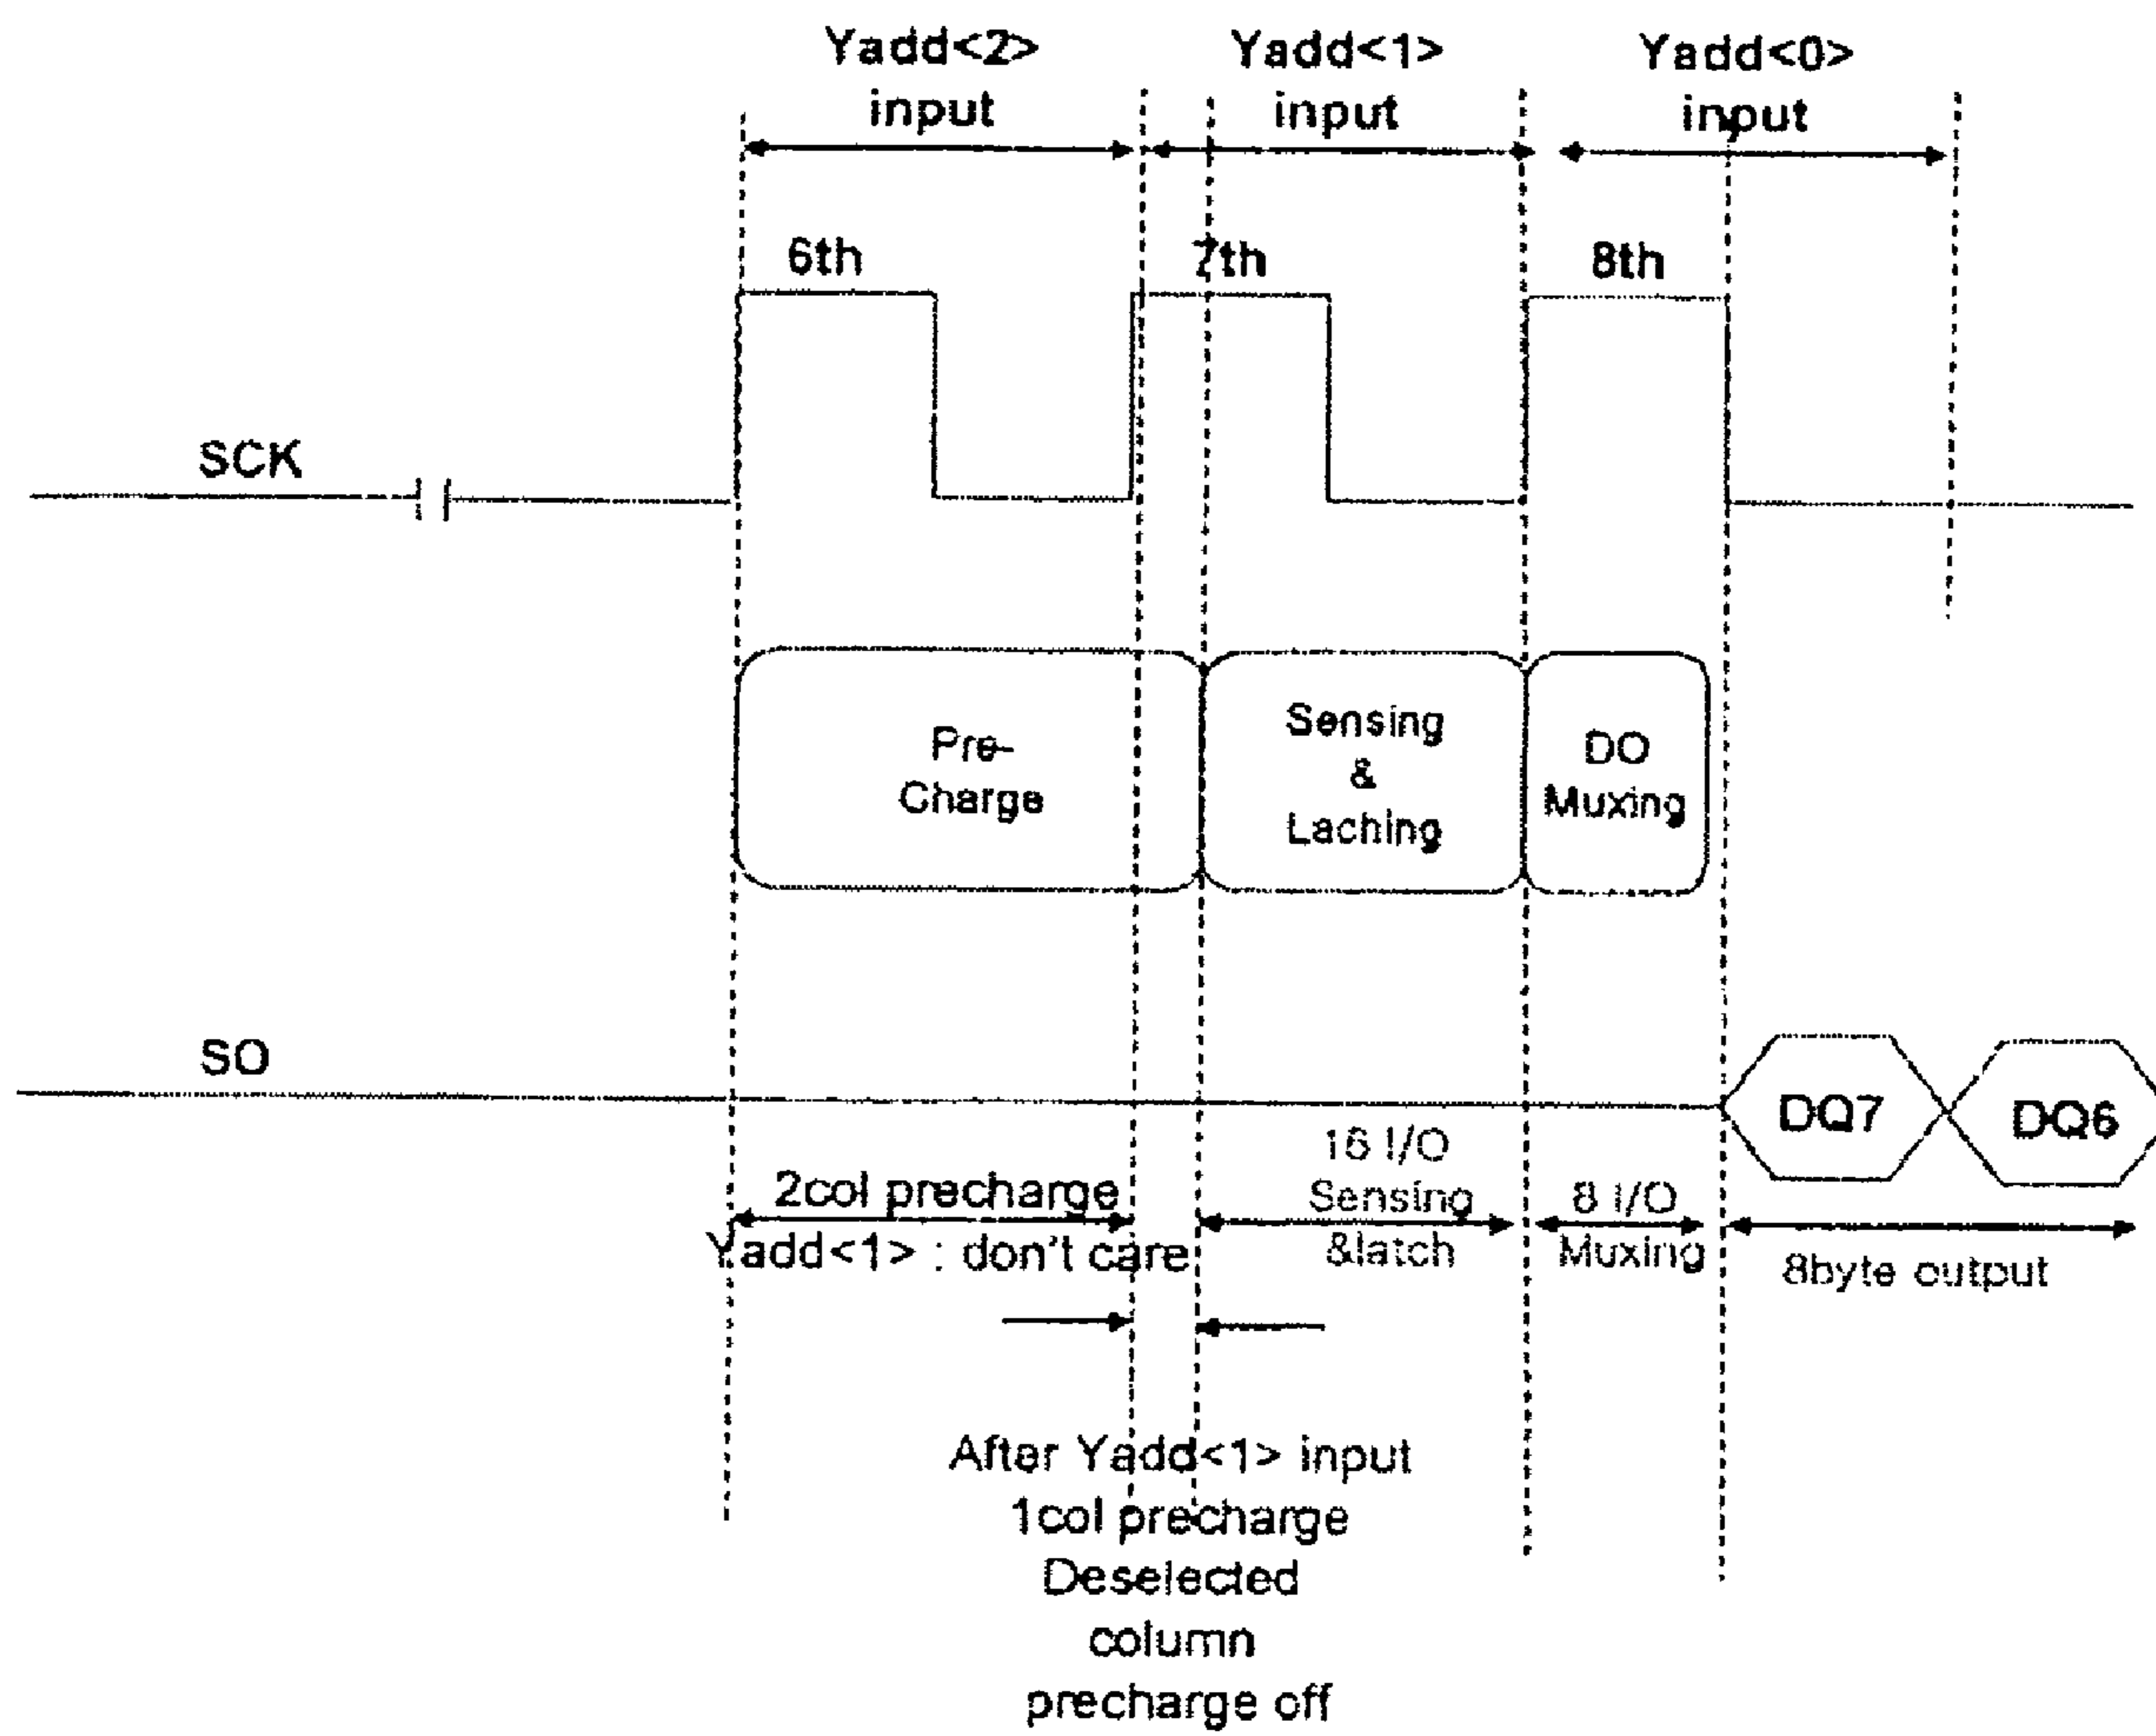 Yadd<2>
input
Yadd<1>
input
Yadd<0>
input
6th
7th
8th
SCK
Pre-
Charge
Sensing
&
Laching
DO
Muxing
SO
DQ7
DQ6
2col precharge
Yadd<1> : don't care
16 I/O
Sensing
&latch
8 I/O
Muxing
8byte output
After Yadd<1> input
1col precharge
Deselected
column
precharge off